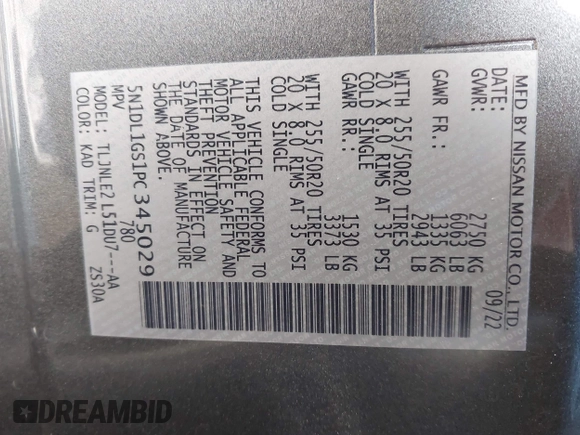 MFD BY NISSAN MOTOR CO., LTD.
DATE: 09/22
GVWR: 2750 KG
6063 LB
GAWR FR.: 1335 KG
2943 LB
WITH 255/50R20 TIRES
20 X 8.0 RIMS AT 35 PSI
COLD SINGLE
GAWR RR.: 1530 KG
3373 LB
WITH 255/50R20 TIRES
20 X 8.0 RIMS AT 35 PSI
COLD SINGLE
THIS VEHICLE CONFORMS TO
ALL APPLICABLE FEDERAL
MOTOR VEHICLE SAFETY AND
THEFT PREVENTION
STANDARDS IN EFFECT ON
THE DATE OF MANUFACTURE
SHOWN ABOVE.
5N1DL1GS1PC345029
MPV 780
MODEL: TLJNLE2L51DU7---AA
COLOR: KAD TRIM: G ZS30A
DREAMBID